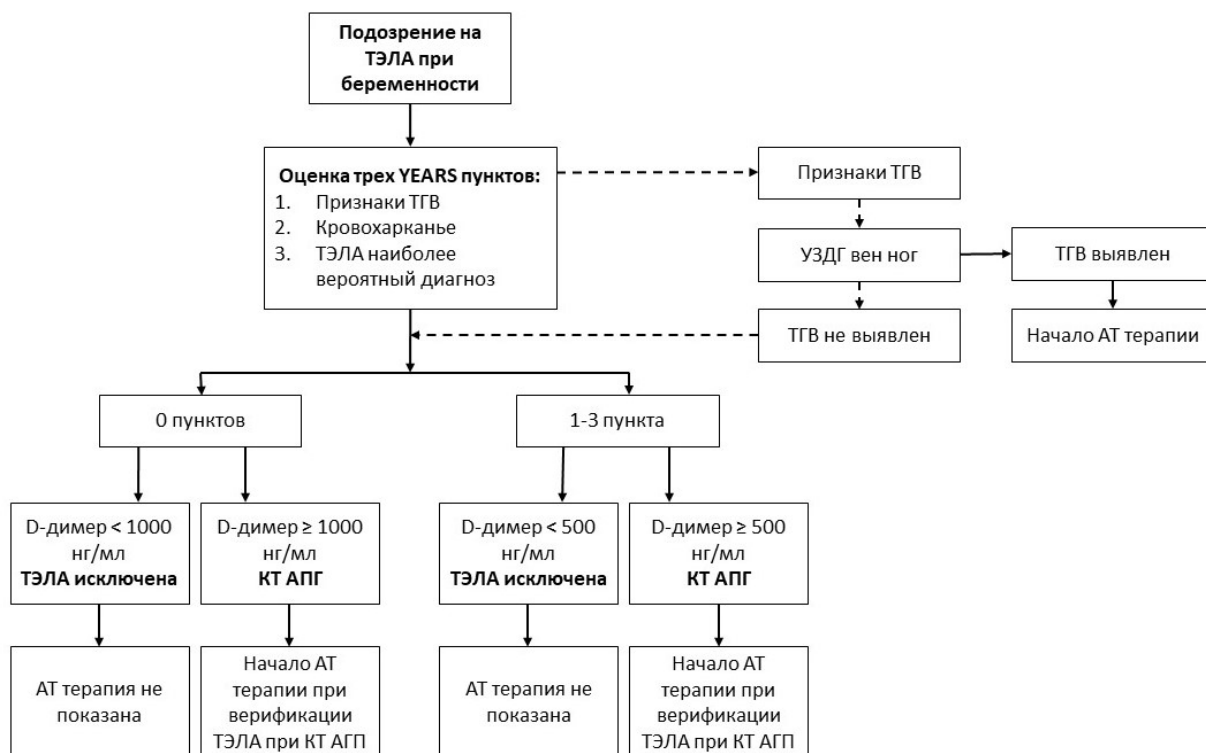 Подозрение на
ТЭЛА при
беременности
Оценка трех YEARS пунктов:
1. Признаки ТГВ
2. Кровохарканье
3. ТЭЛА наиболее
вероятный диагноз
Признаки ТГВ
УЗДГ вен ног
ТГВ выявлен
ТГВ не выявлен
Начало АТ терапии
0 пунктов
1-3 пункта
D-димер < 1000
нг/мл
ТЭЛА исключена
D-димер ≥ 1000
нг/мл
КТ АПГ
D-димер < 500
нг/мл
ТЭЛА исключена
D-димер ≥ 500
нг/мл
КТ АПГ
АТ терапия не
показана
Начало АТ
терапии при
верификации
ТЭЛА при КТ АГП
АТ терапия не
показана
Начало АТ
терапии при
верификации
ТЭЛА при КТ АГП